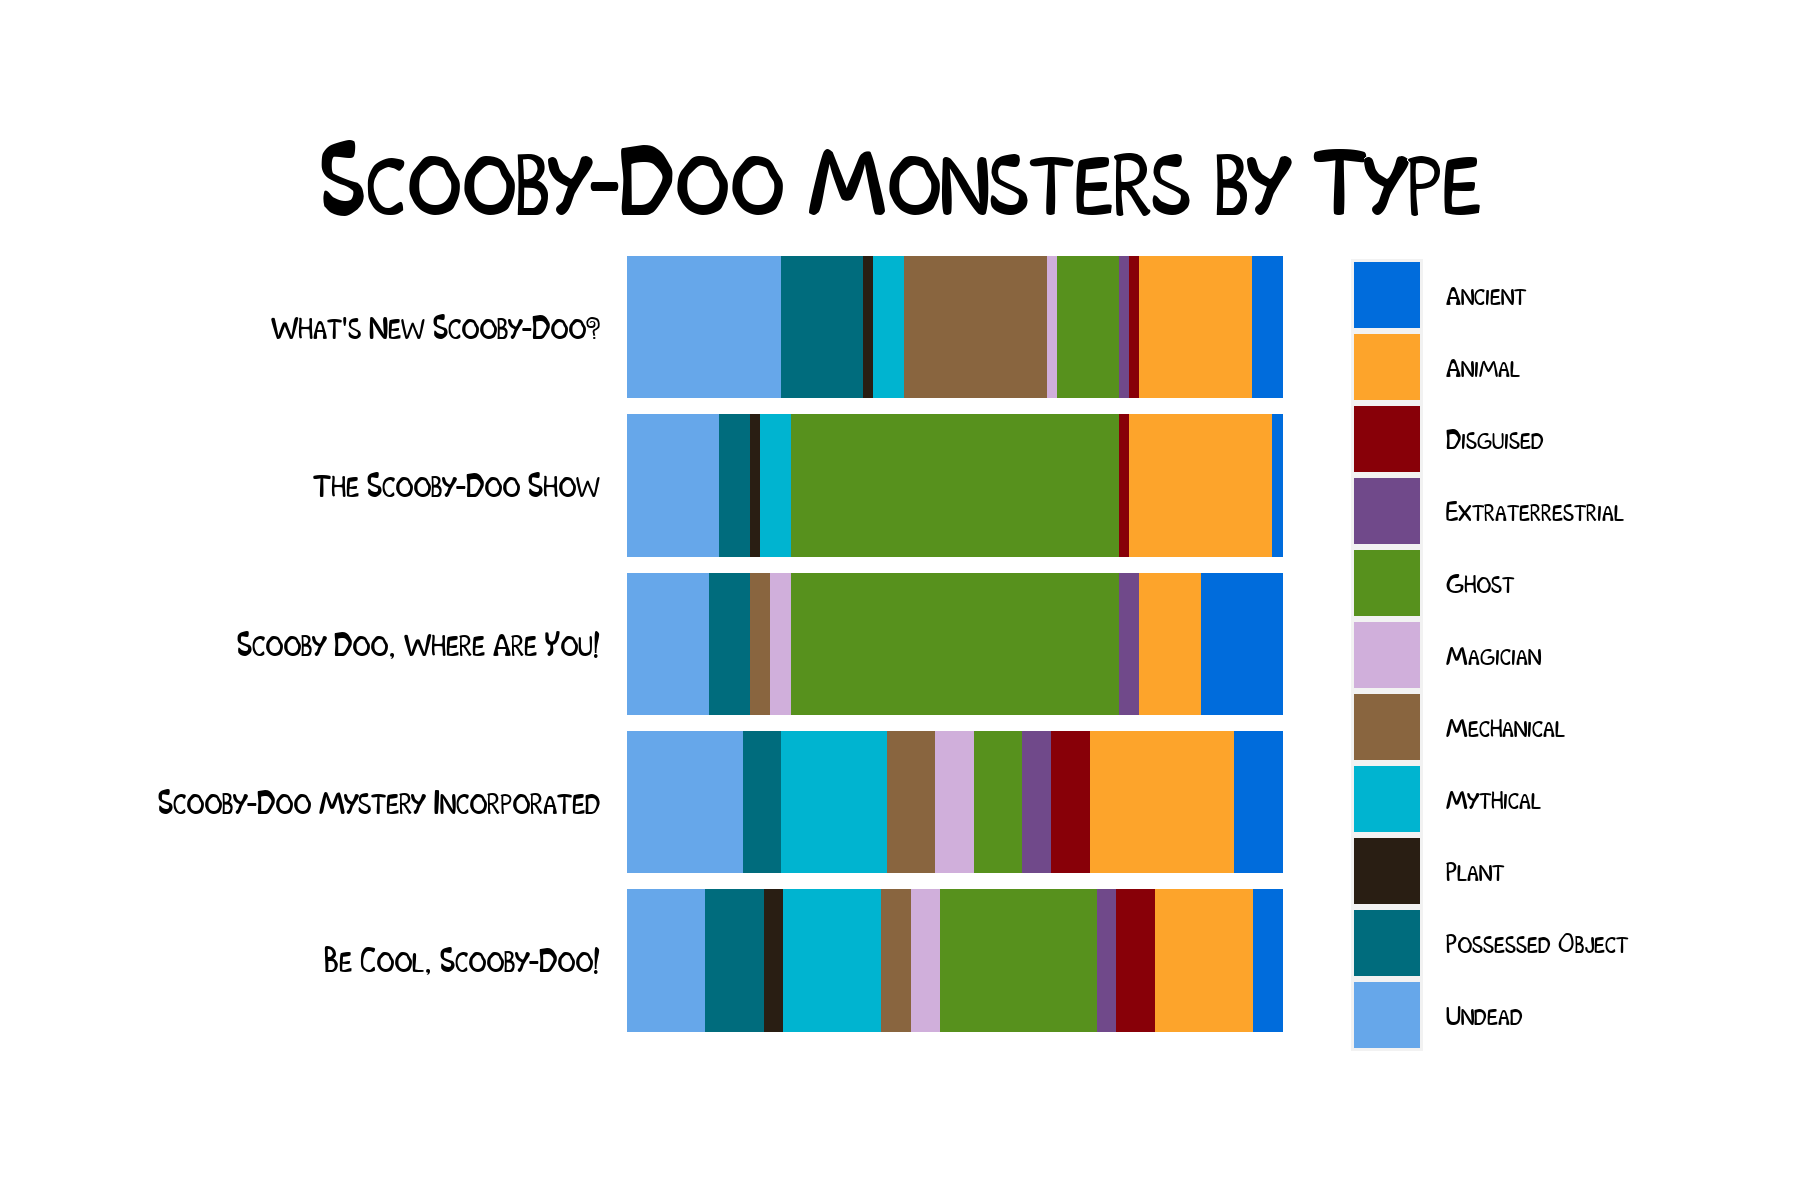 Scooby-Doo Monsters by Type
What's New Scooby-Doo?
The Scooby-Doo Show
Scooby Doo, Where Are You!
Scooby-Doo Mystery Incorporated
Be Cool, Scooby-Doo!
Ancient
Animal
Disguised
Extraterrestrial
Ghost
Magician
Mechanical
Mythical
Plant
Possessed Object
Undead